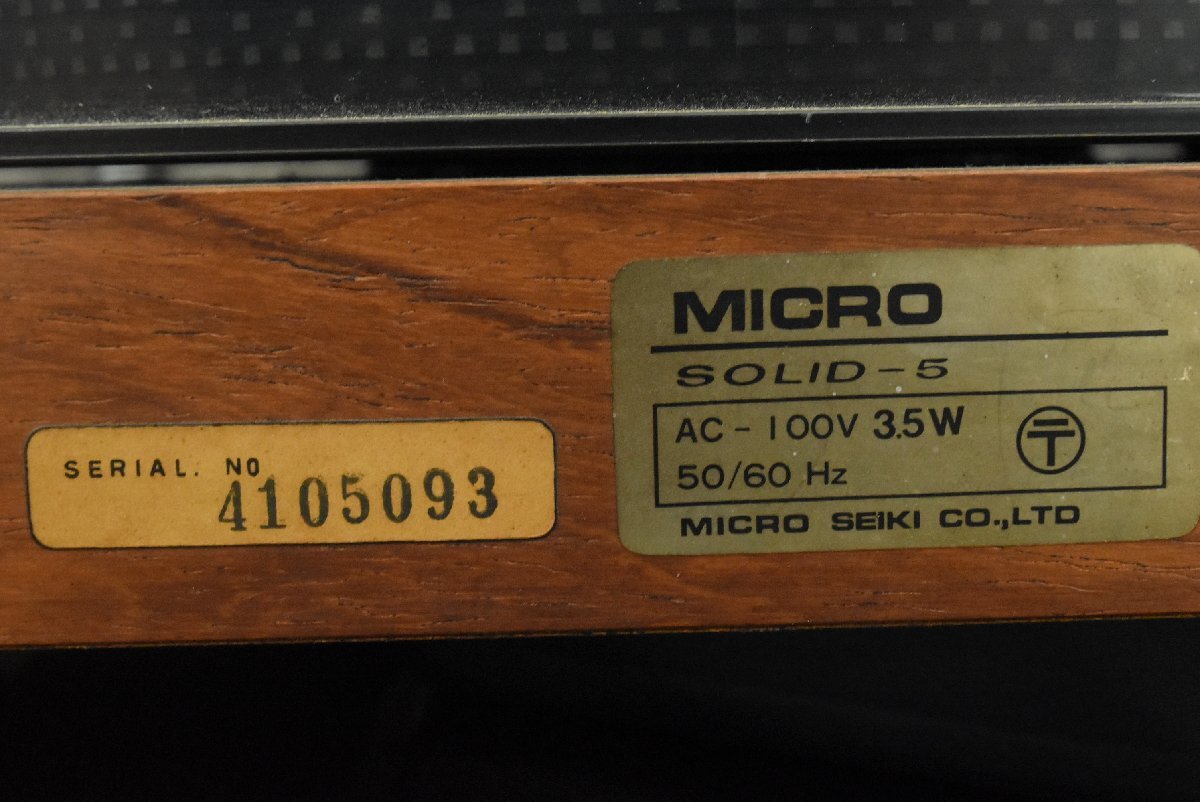 SERIAL. NO
4105093
MICRO
SOLID-5
AC-100V 3.5W
50/60 Hz
MICRO SEIKI CO.,LTD